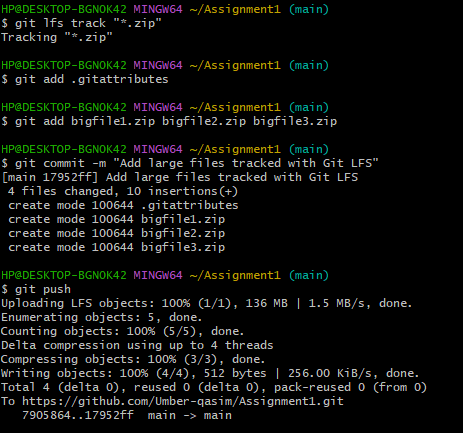 HP@DESKTOP-BGNOK42 MINGW64 ~/Assignment1 (main)
$ git lfs track "*.zip"
Tracking "*.zip"
HP@DESKTOP-BGNOK42 MINGW64 ~/Assignment1 (main)
$ git add .gitattributes
HP@DESKTOP-BGNOK42 MINGW64 ~/Assignment1 (main)
$ git add bigfile1.zip bigfile2.zip bigfile3.zip
HP@DESKTOP-BGNOK42 MINGW64 ~/Assignment1 (main)
$ git commit -m "Add large files tracked with Git LFS"
[main 17952ff] Add large files tracked with Git LFS
4 files changed, 10 insertions(+)
create mode 100644 .gitattributes
create mode 100644 bigfile1.zip
create mode 100644 bigfile2.zip
create mode 100644 bigfile3.zip
HP@DESKTOP-BGNOK42 MINGW64 ~/Assignment1 (main)
$ git push
Uploading LFS objects: 100% (1/1), 136 MB | 1.5 MB/s, done.
Enumerating objects: 5, done.
Counting objects: 100% (5/5), done.
Delta compression using up to 4 threads
Compressing objects: 100% (3/3), done.
Writing objects: 100% (4/4), 512 bytes | 256.00 KiB/s, done.
Total 4 (delta 0), reused 0 (delta 0), pack-reused 0 (from 0)
To https://github.com/Umber-qasim/Assignment1.git
7905864..17952ff  main -> main